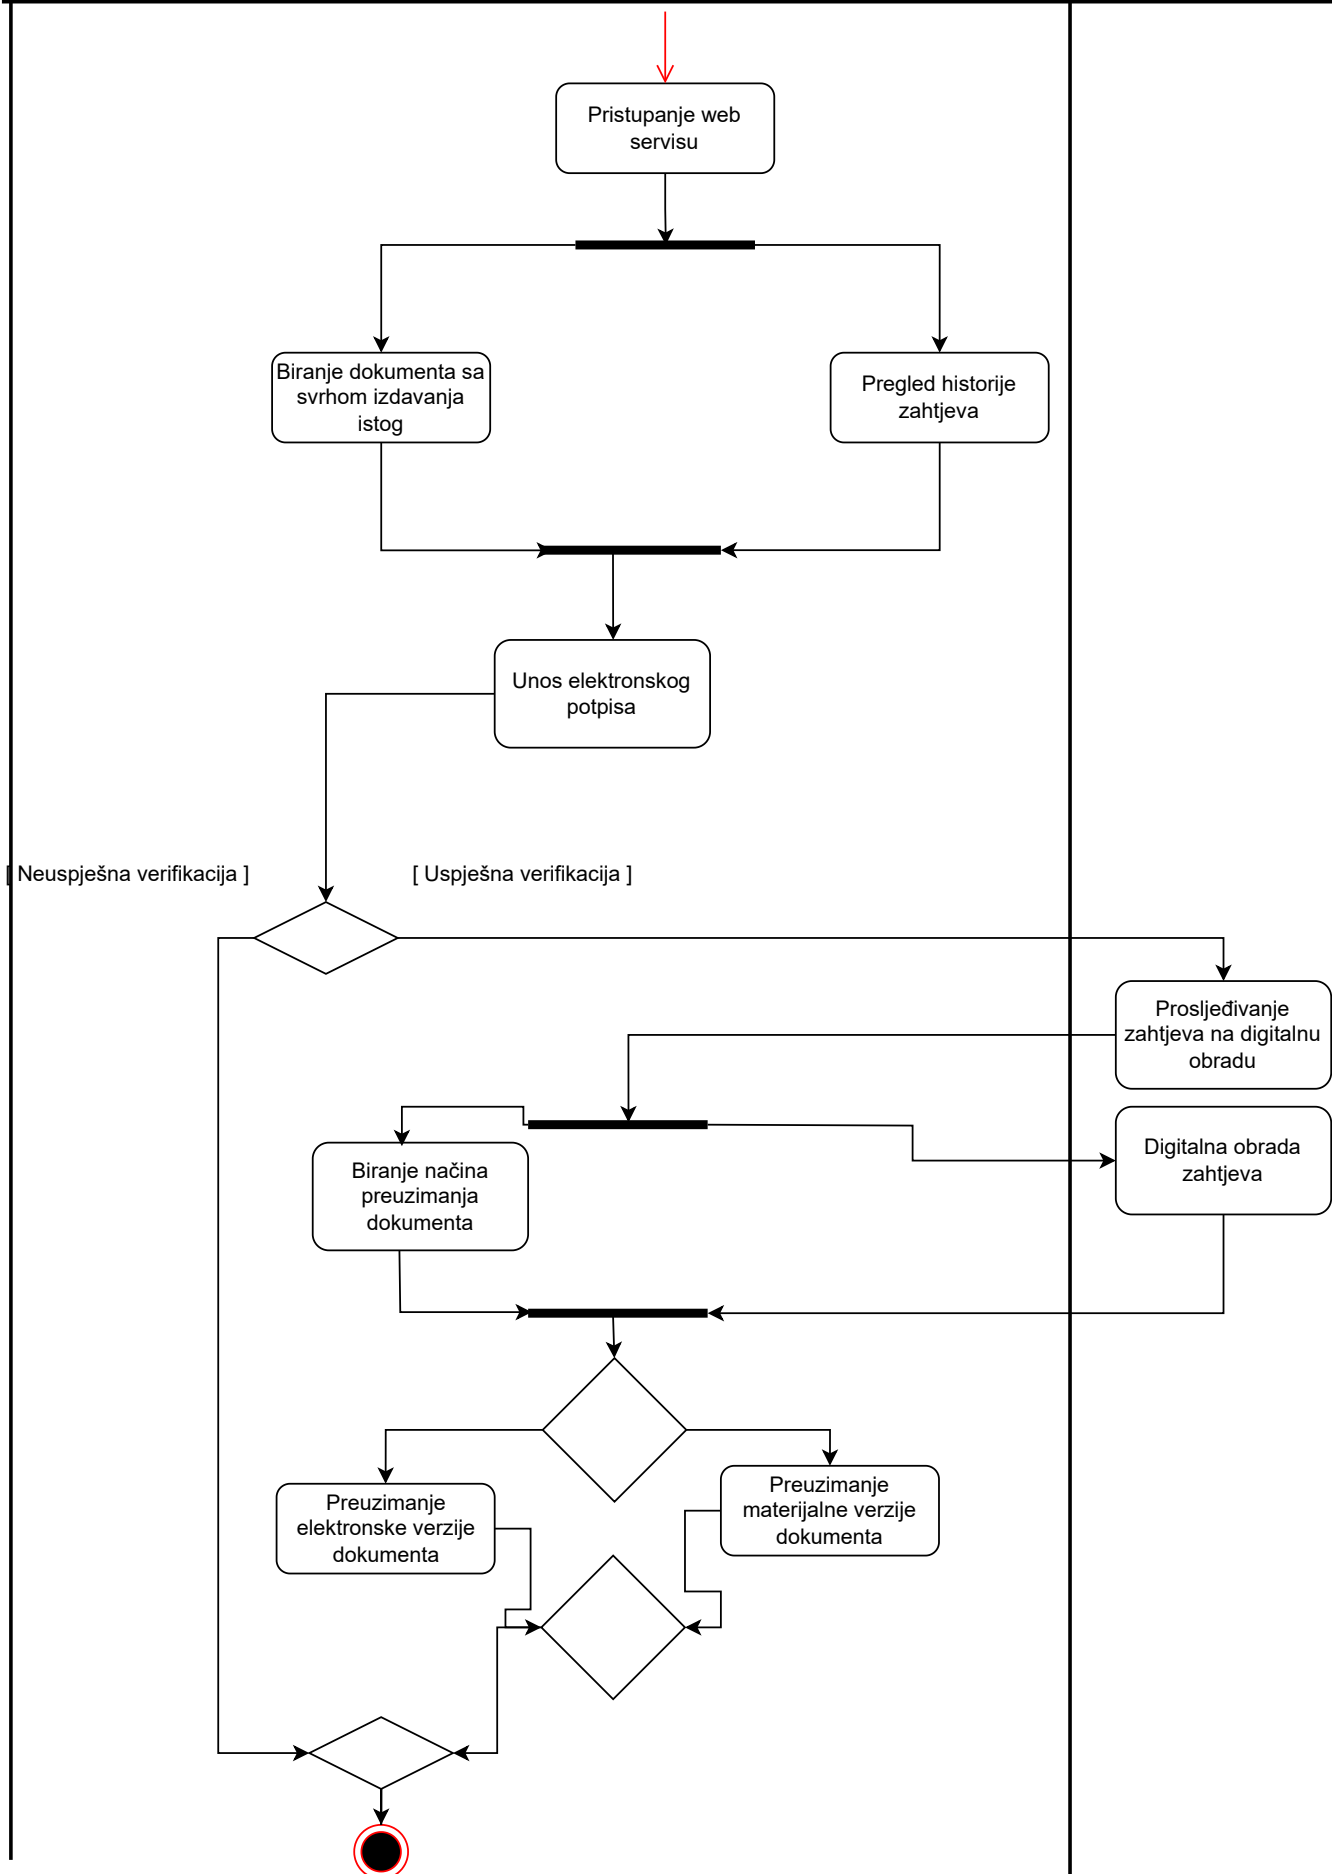 Pristupanje web
servisu
Biranje dokumenta sa
svrhom izdavanja
istog
Pregled historije
zahtjeva
Unos elektronskog
potpisa
[ Neuspješna verifikacija ]
[ Uspješna verifikacija ]
Prosljeđivanje
zahtjeva na digitalnu
obradu
Biranje načina
preuzimanja
dokumenta
Digitalna obrada
zahtjeva
Preuzimanje
elektronske verzije
dokumenta
Preuzimanje
materijalne verzije
dokumenta